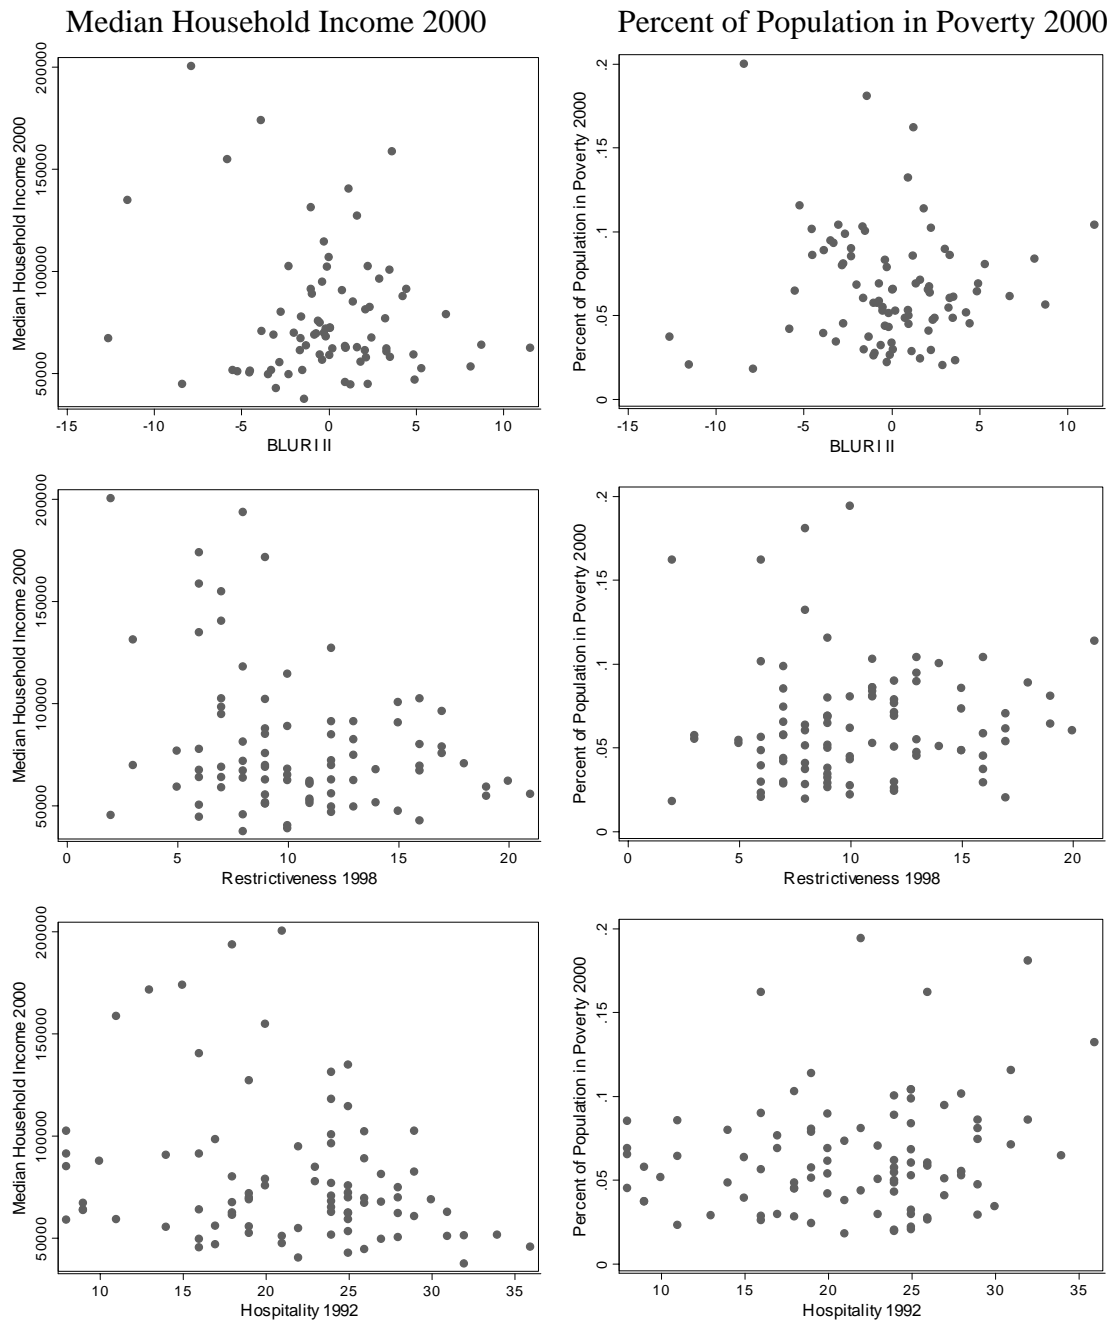 Median Household Income 2000
Percent of Population in Poverty 2000
Median Household Income 2000
200000
150000
100000
50000
-15 -10 -5 0 5 10
BLURI II
Percent of Population in Poverty 2000
.2
.15
.1
.05
0
-15 -10 -5 0 5 10
BLURI II
Median Household Income 2000
200000
150000
100000
50000
0 5 10 15 20
Restrictiveness 1998
Percent of Population in Poverty 2000
.2
.15
.1
.05
0
0 5 10 15 20
Restrictiveness 1998
Median Household Income 2000
200000
150000
100000
50000
10 15 20 25 30 35
Hospitality 1992
Percent of Population in Poverty 2000
.2
.15
.1
.05
0
10 15 20 25 30 35
Hospitality 1992